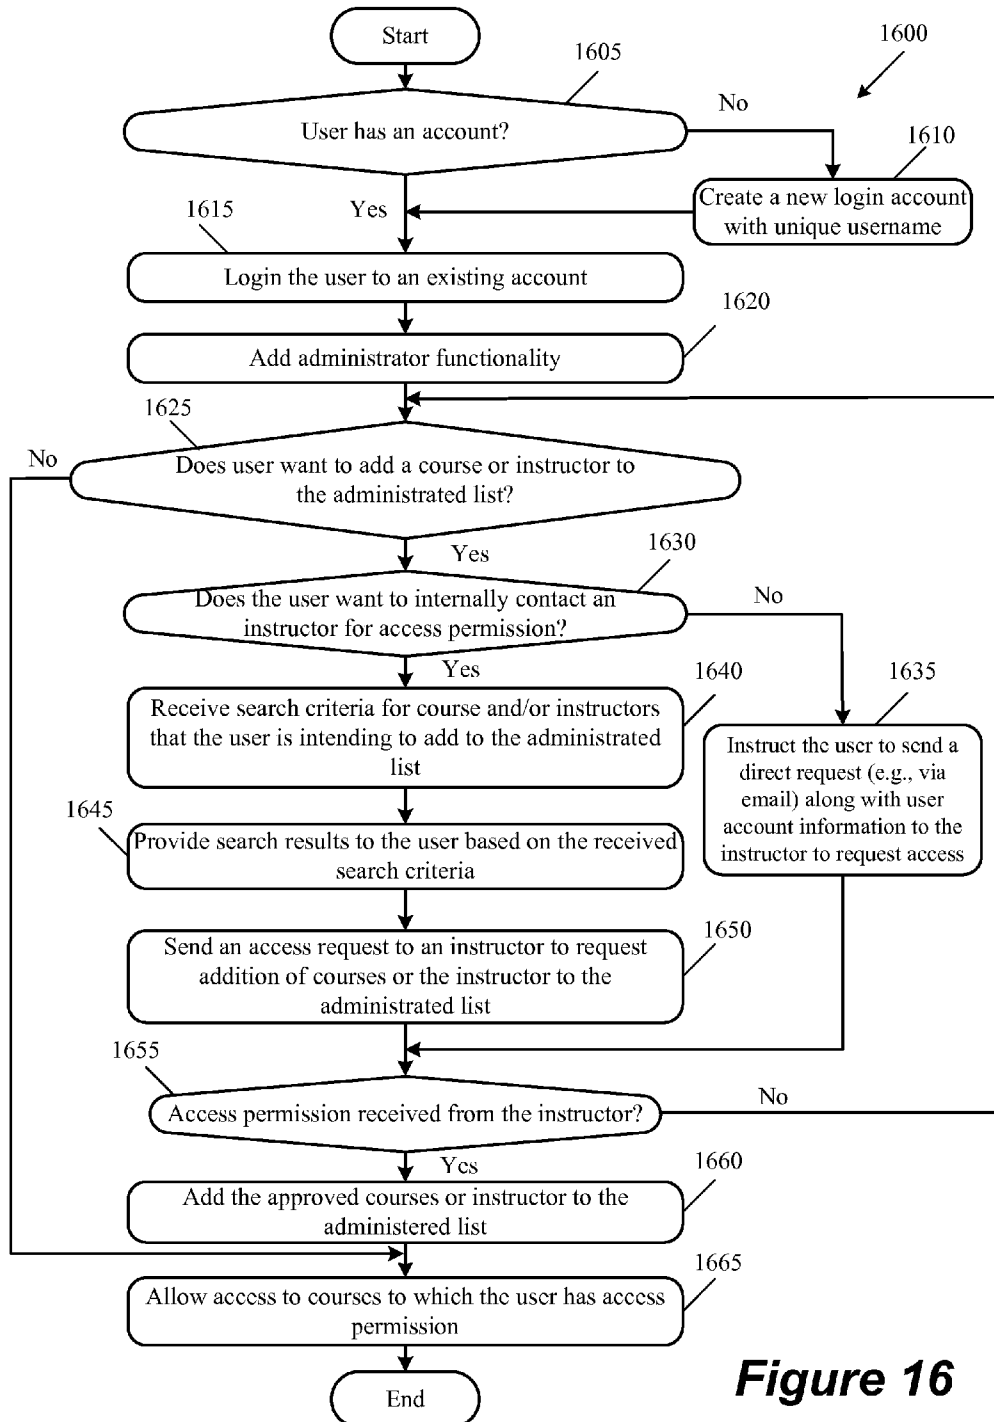 Start
1600
1605
User has an account?
No
1610
Create a new login account
with unique username
Yes
1615
Login the user to an existing account
1620
Add administrator functionality
1625
No
Does user want to add a course or instructor to
the administrated list?
Yes
1630
Does the user want to internally contact an
instructor for access permission?
No
Yes
1640
1635
Receive search criteria for course and/or instructors
that the user is intending to add to the administrated
list
Instruct the user to send a
direct request (e.g., via
email) along with user
account information to the
instructor to request access
1645
Provide search results to the user based on the received
search criteria
1650
Send an access request to an instructor to request
addition of courses or the instructor to the
administrated list
1655
Access permission received from the instructor?
No
Yes
1660
Add the approved courses or instructor to the
administered list
1665
Allow access to courses to which the user has access
permission
End
Figure 16